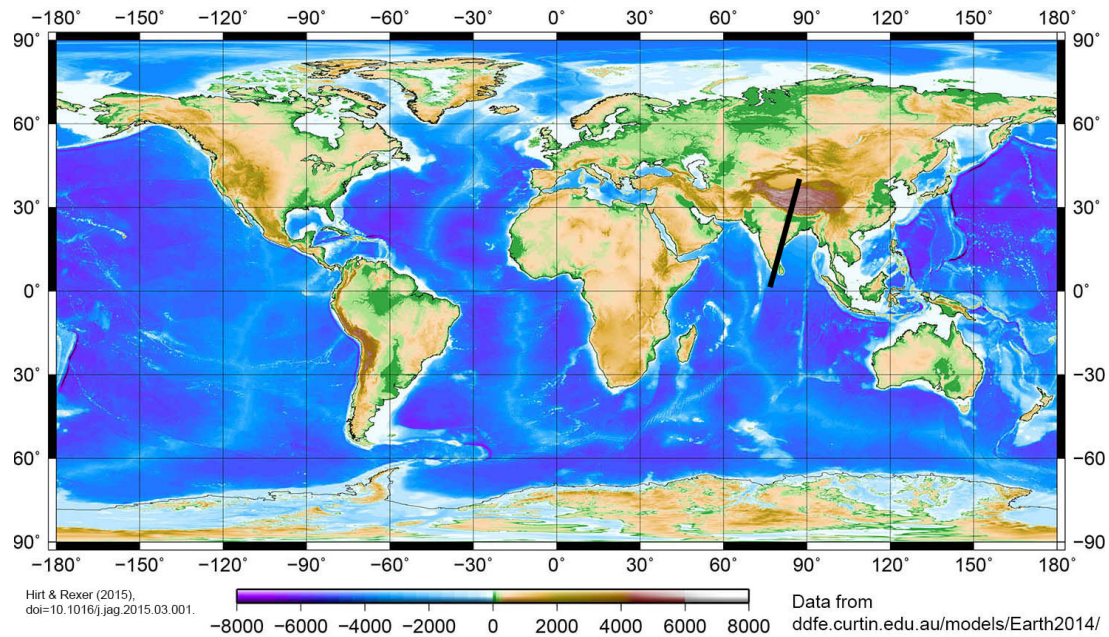 −180° −150° −120° −90° −60° −30° 0° 30° 60° 90° 120° 150° 180°
90° 90°
60° 60°
30° 30°
0° 0°
30° −30
60° −60
90° −90
−180° −150° −120° −90° −60° −30° 0° 30° 60° 90° 120° 150° 180°
Hirt & Rexer (2015),
doi=10.1016/j.jag.2015.03.001.
−8000 −6000 −4000 −2000 0 2000 4000 6000 8000
Data from
ddfe.curtin.edu.au/models/Earth2014/